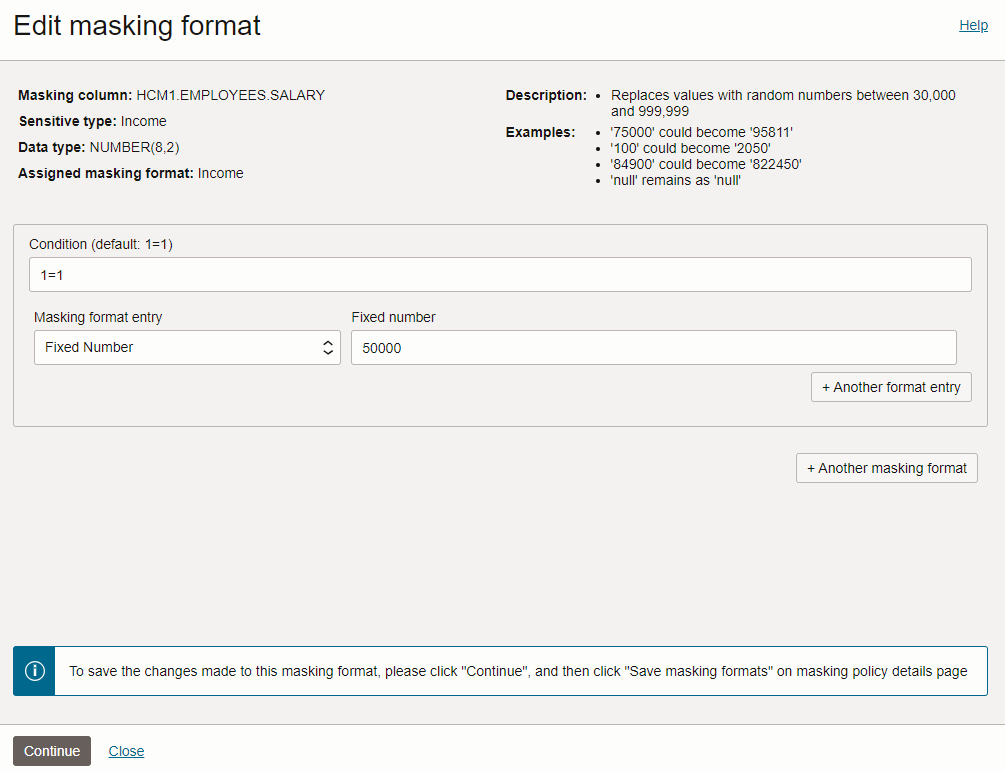 Edit masking format
Help
Masking column: HCM1.EMPLOYEES.SALARY
Sensitive type: Income
Data type: NUMBER(8,2)
Assigned masking format: Income
Description: • Replaces values with random numbers between 30,000
and 999,999
Examples: • '75000' could become '95811'
• '100' could become '2050'
• '84900' could become '822450'
• 'null' remains as 'null'
Condition (default: 1=1)
1=1
Masking format entry
Fixed number
Fixed Number
50000
+ Another format entry
+ Another masking format
To save the changes made to this masking format, please click "Continue", and then click "Save masking formats" on masking policy details page
Continue
Close